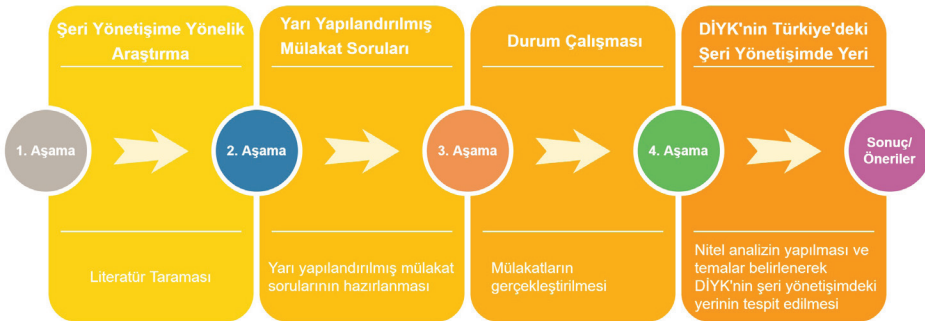 Şeri Yönetişime Yönelik
Araştırma
Yarı Yapılandırılmış
Mülakat Soruları
Durum Çalışması
DİYK'nin Türkiye'deki
Şeri Yönetişimde Yeri
1. Aşama
2. Aşama
3. Aşama
4. Aşama
Sonuç/
Öneriler
Literatür Taraması
Yarı yapılandırılmış mülakat
sorularının hazırlanması
Mülakatların
gerçekleştirilmesi
Nitel analizin yapılması ve
temalar belirlenerek
DİYK'nin şeri yönetişimdeki
yerinin tespit edilmesi